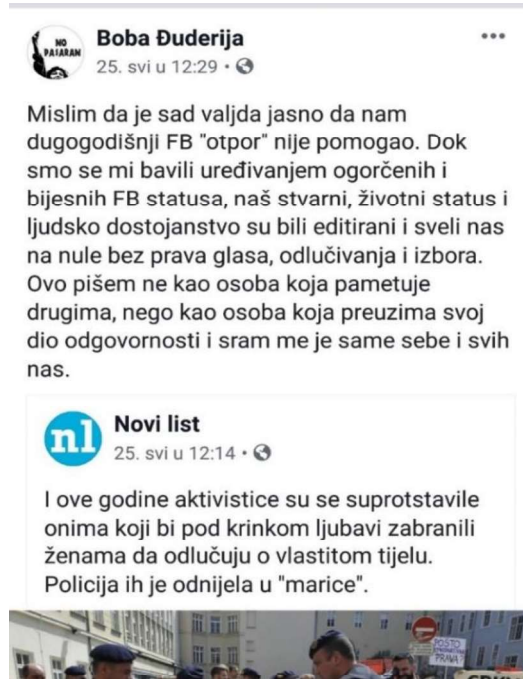 NO
PASARAN
Boba Đuderija
25. svi u 12:29 ·
Mislim da je sad valjda jasno da nam
dugogodišnji FB "otpor" nije pomogao. Dok
smo se mi bavili uređivanjem ogorčenih i
bijesnih FB statusa, naš stvarni, životni status i
ljudsko dostojanstvo su bili editirani i sveli nas
na nule bez prava glasa, odlučivanja i izbora.
Ovo pišem ne kao osoba koja pametuje
drugima, nego kao osoba koja preuzima svoj
dio odgovornosti i sram me je same sebe i svih
nas.
nl
Novi list
25. svi u 12:14 ·
I ove godine aktivistice su se suprotstavile
onima koji bi pod krinkom ljubavi zabranili
ženama da odlučuju o vlastitom tijelu.
Policija ih je odnijela u "marice".
POSTO
PRAVA